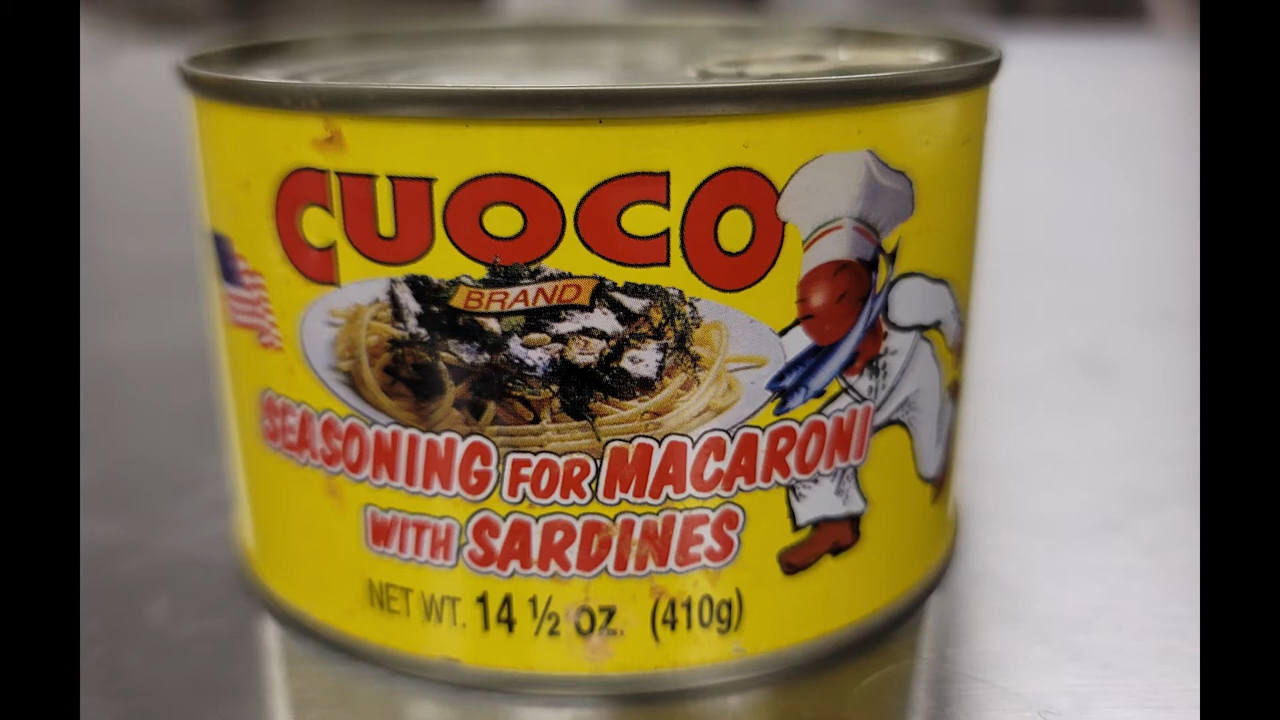 CUOCO
BRAND
SEASONING FOR MACARONI
WITH SARDINES
NET WT. 14 ½ OZ. (410g)